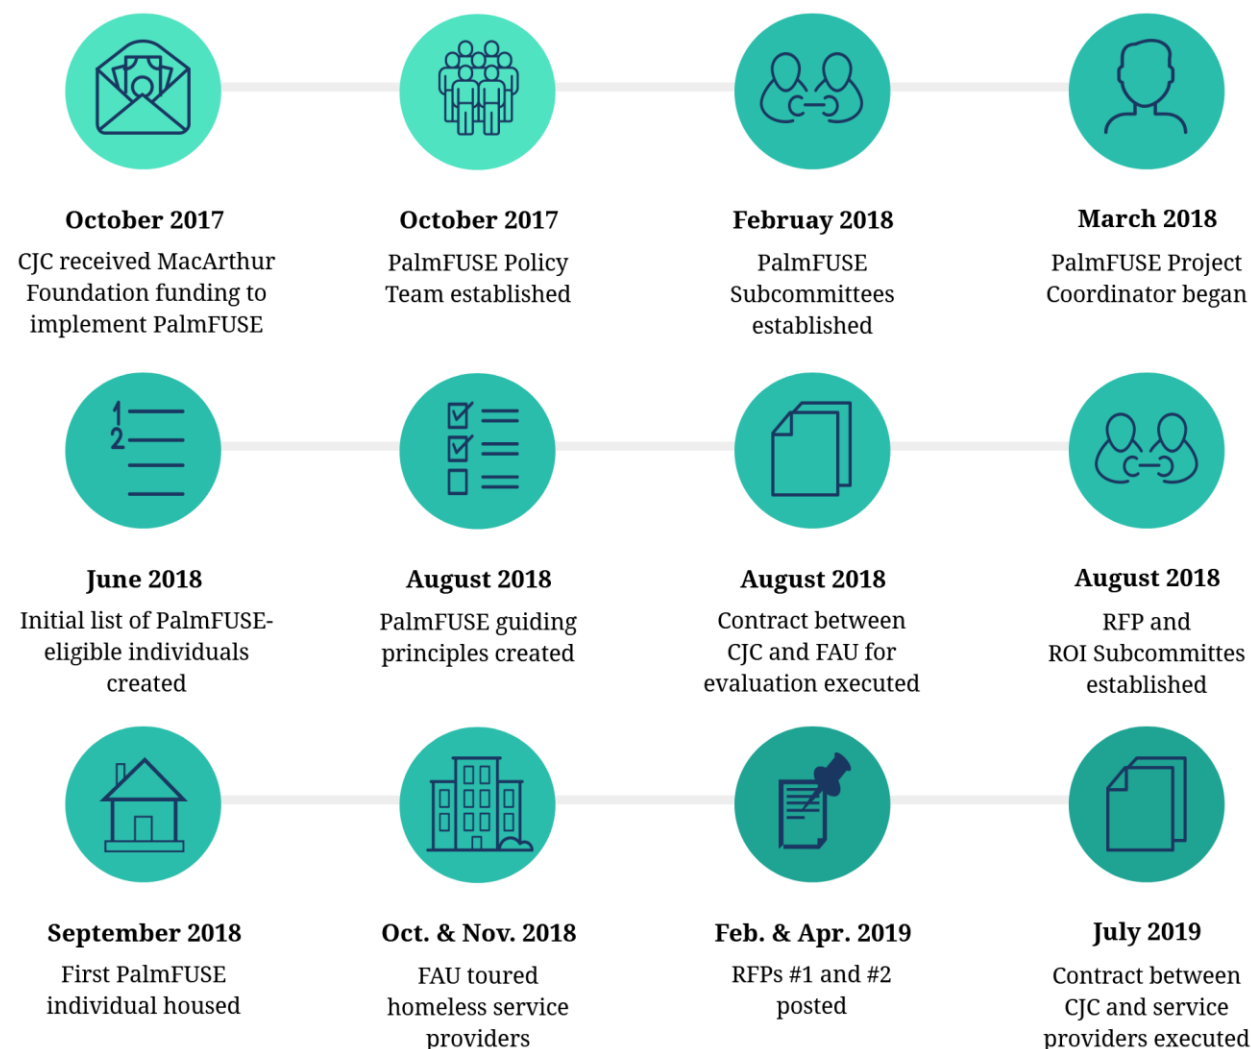 October 2017
CJC received MacArthur
Foundation funding to
implement PalmFUSE
October 2017
PalmFUSE Policy
Team established
Februay 2018
PalmFUSE
Subcommittees
established
March 2018
PalmFUSE Project
Coordinator began
1
2
June 2018
Initial list of PalmFUSE-
eligible individuals
created
August 2018
PalmFUSE guiding
principles created
August 2018
Contract between
CJC and FAU for
evaluation executed
August 2018
RFP and
ROI Subcommittes
established
September 2018
First PalmFUSE
individual housed
Oct. & Nov. 2018
FAU toured
homeless service
providers
Feb. & Apr. 2019
RFPs #1 and #2
posted
July 2019
Contract between
CJC and service
providers executed